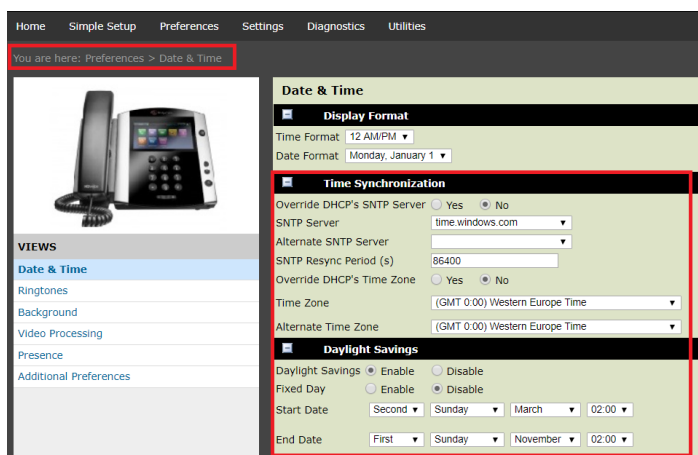 Home Simple Setup Preferences Settings Diagnostics Utilities
You are here: Preferences > Date & Time
VIEWS
Date & Time
Ringtones
Background
Video Processing
Presence
Additional Preferences
Date & Time
Display Format
Time Format 12 AM/PM
Date Format Monday, January 1
Time Synchronization
Override DHCP's SNTP Server Yes No
SNTP Server time.windows.com
Alternate SNTP Server
SNTP Resync Period (s) 86400
Override DHCP's Time Zone Yes No
Time Zone (GMT 0:00) Western Europe Time
Alternate Time Zone (GMT 0:00) Western Europe Time
Daylight Savings
Daylight Savings Enable Disable
Fixed Day Enable Disable
Start Date Second Sunday March 02:00
End Date First Sunday November 02:00